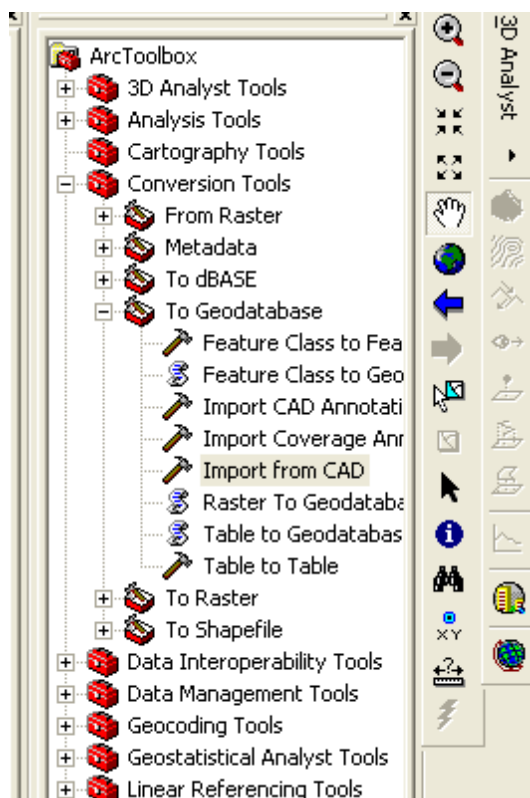 ArcToolbox
3D Analyst Tools
Analysis Tools
Cartography Tools
Conversion Tools
From Raster
Metadata
To dBASE
To Geodatabase
Feature Class to Fea
Feature Class to Geo
Import CAD Annotati
Import Coverage Ann
Import from CAD
Raster To Geodataba
Table to Geodatabas
Table to Table
To Raster
To Shapefile
Data Interoperability Tools
Data Management Tools
Geocoding Tools
Geostatistical Analyst Tools
Linear Referencing Tools
XY
3D Analyst